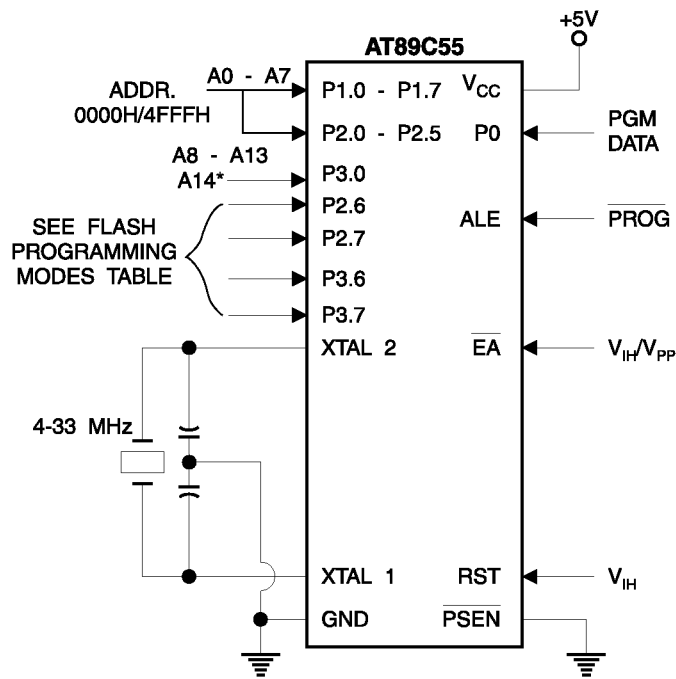 +5V
AT89C55
A0 - A7
ADDR.
0000H/4FFFH
P1.0 - P1.7
VCC
P2.0 - P2.5
P0
PGM
DATA
A8 - A13
A14*
P3.0
P2.6
SEE FLASH
PROGRAMMING
MODES TABLE
P2.7
ALE
PROG
P3.6
P3.7
XTAL 2
EA
VIH/VPP
4-33 MHz
XTAL 1
RST
VIH
GND
PSEN